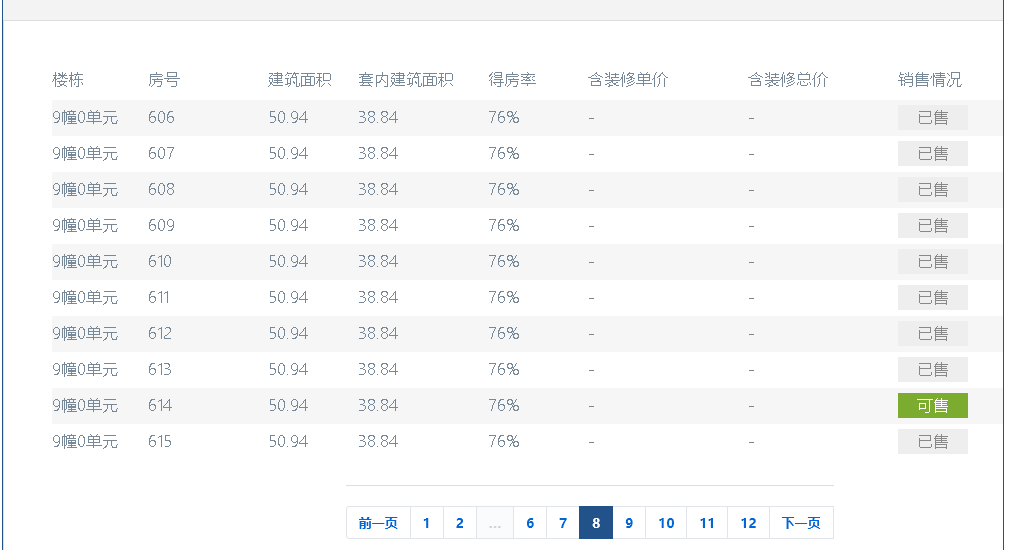 楼栋 房号 建筑面积 套内建筑面积 得房率 含装修单价 含装修总价 销售情况
9幢0单元 606 50.94 38.84 76% - - 已售
9幢0单元 607 50.94 38.84 76% - - 已售
9幢0单元 608 50.94 38.84 76% - - 已售
9幢0单元 609 50.94 38.84 76% - - 已售
9幢0单元 610 50.94 38.84 76% - - 已售
9幢0单元 611 50.94 38.84 76% - - 已售
9幢0单元 612 50.94 38.84 76% - - 已售
9幢0单元 613 50.94 38.84 76% - - 已售
9幢0单元 614 50.94 38.84 76% - - 可售
9幢0单元 615 50.94 38.84 76% - - 已售
前一页 1 2 ... 6 7 8 9 10 11 12 下一页